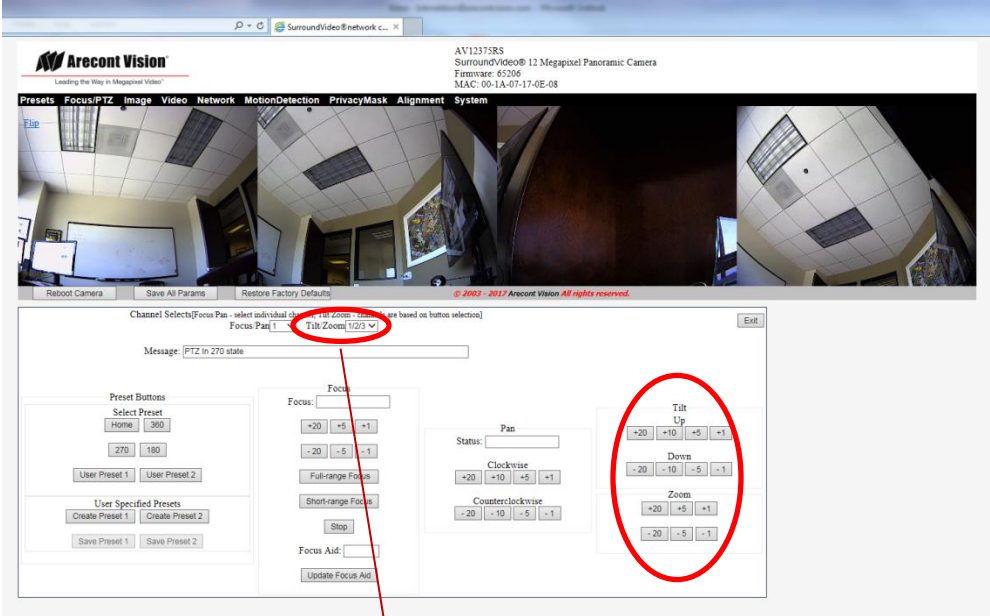 SurroundVideo®network c... ×
Arecont Vision®
Leading the Way in Megapixel Video™
AV12375RS
SurroundVideo® 12 Megapixel Panoramic Camera
Firmware: 65206
MAC: 00-1A-07-17-0E-08
Presets Focus/PTZ Image Video Network MotionDetection PrivacyMask Alignment System
Flip
Reboot Camera Save All Params Restore Factory Defaults © 2003 - 2017 Arecont Vision All rights reserved.
Channel Selects[Focus/Pan - select individual channel, Tilt/Zoom - channels are based on button selection]
Focus/Pan 1 Tilt/Zoom 1/2/3 Exit
Message: PTZ In 270 state
Preset Buttons
Select Preset
Home 360
270 180
User Preset 1 User Preset 2
User Specified Presets
Create Preset 1 Create Preset 2
Save Preset 1 Save Preset 2
Focus
Focus:
+20 +5 +1
- 20 - 5 - 1
Full-range Focus
Short-range Focus
Stop
Focus Aid:
Update Focus Aid
Pan
Status:
Clockwise
+20 +10 +5 +1
Counterclockwise
- 20 - 10 - 5 - 1
Tilt
Up
+20 +10 +5 +1
Down
- 20 - 10 - 5 - 1
Zoom
+20 +5 +1
- 20 - 5 - 1